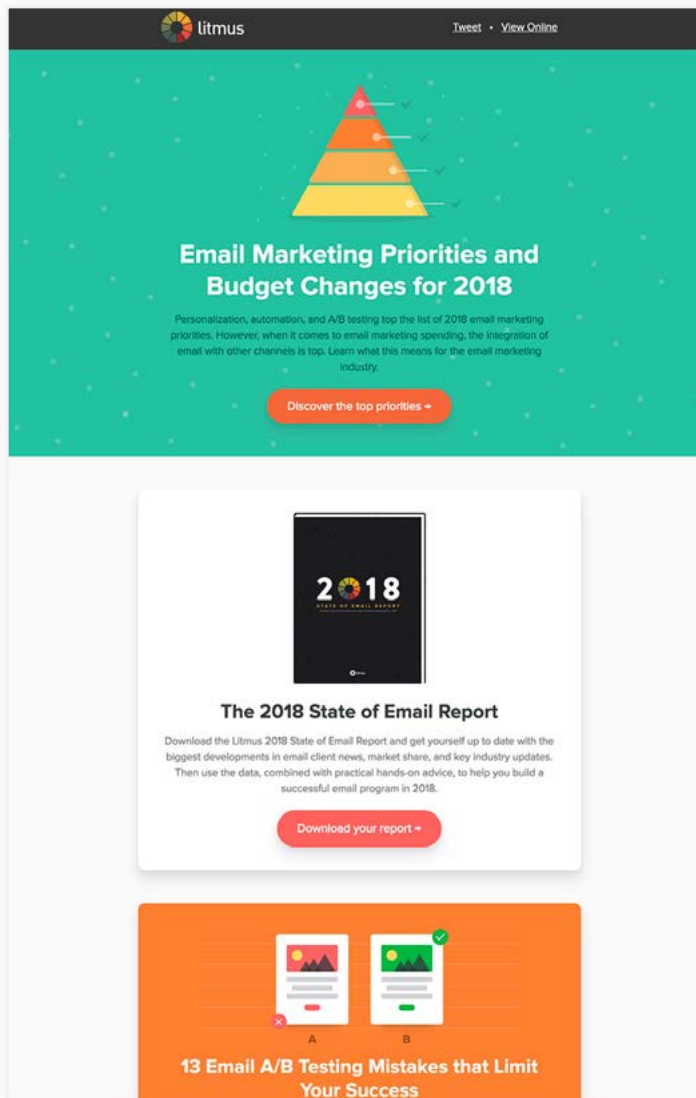 litmus
Tweet • View Online
Email Marketing Priorities and
Budget Changes for 2018
Personalization, automation, and A/B testing top the list of 2018 email marketing
priorities. However, when it comes to email marketing spending, the integration of
email with other channels is top. Learn what this means for the email marketing
industry.
Discover the top priorities →
2018
STATE OF EMAIL REPORT
litmus
The 2018 State of Email Report
Download the Litmus 2018 State of Email Report and get yourself up to date with the
biggest developments in email client news, market share, and key industry updates.
Then use the data, combined with practical hands-on advice, to help you build a
successful email program in 2018.
Download your report →
A B
13 Email A/B Testing Mistakes that Limit
Your Success